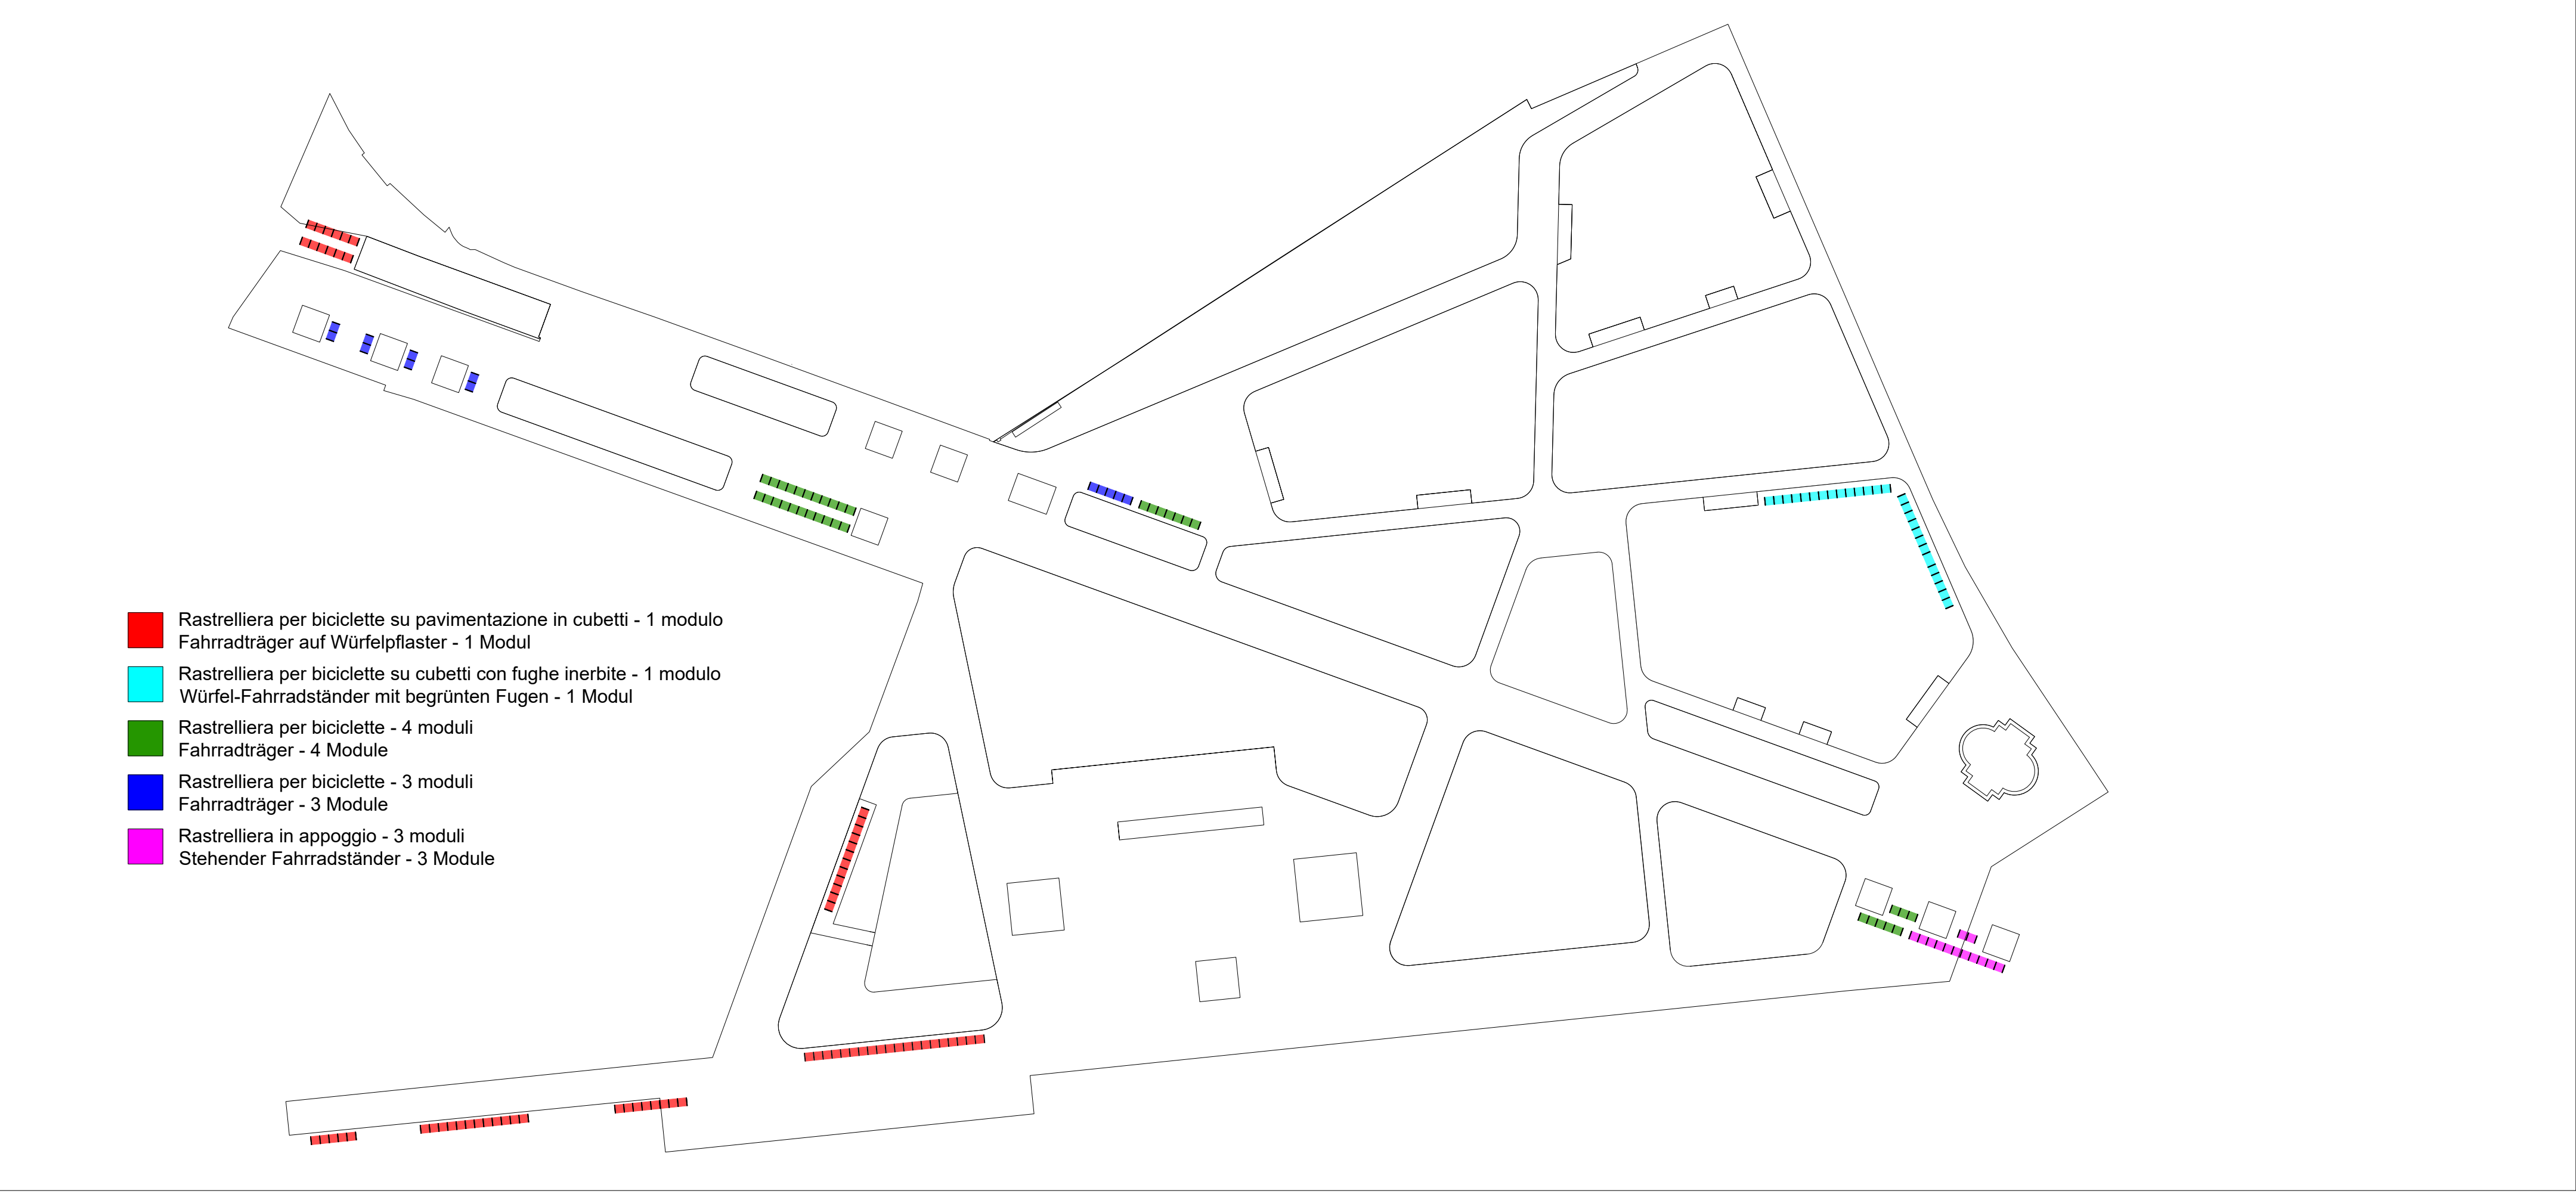 Rastrelliera per biciclette su pavimentazione in cubetti - 1 modulo
Fahrradträger auf Würfelpflaster - 1 Modul
Rastrelliera per biciclette su cubetti con fughe inerbite - 1 modulo
Würfel-Fahrradständer mit begrünten Fugen - 1 Modul
Rastrelliera per biciclette - 4 moduli
Fahrradträger - 4 Module
Rastrelliera per biciclette - 3 moduli
Fahrradträger - 3 Module
Rastrelliera in appoggio - 3 moduli
Stehender Fahrradständer - 3 Module